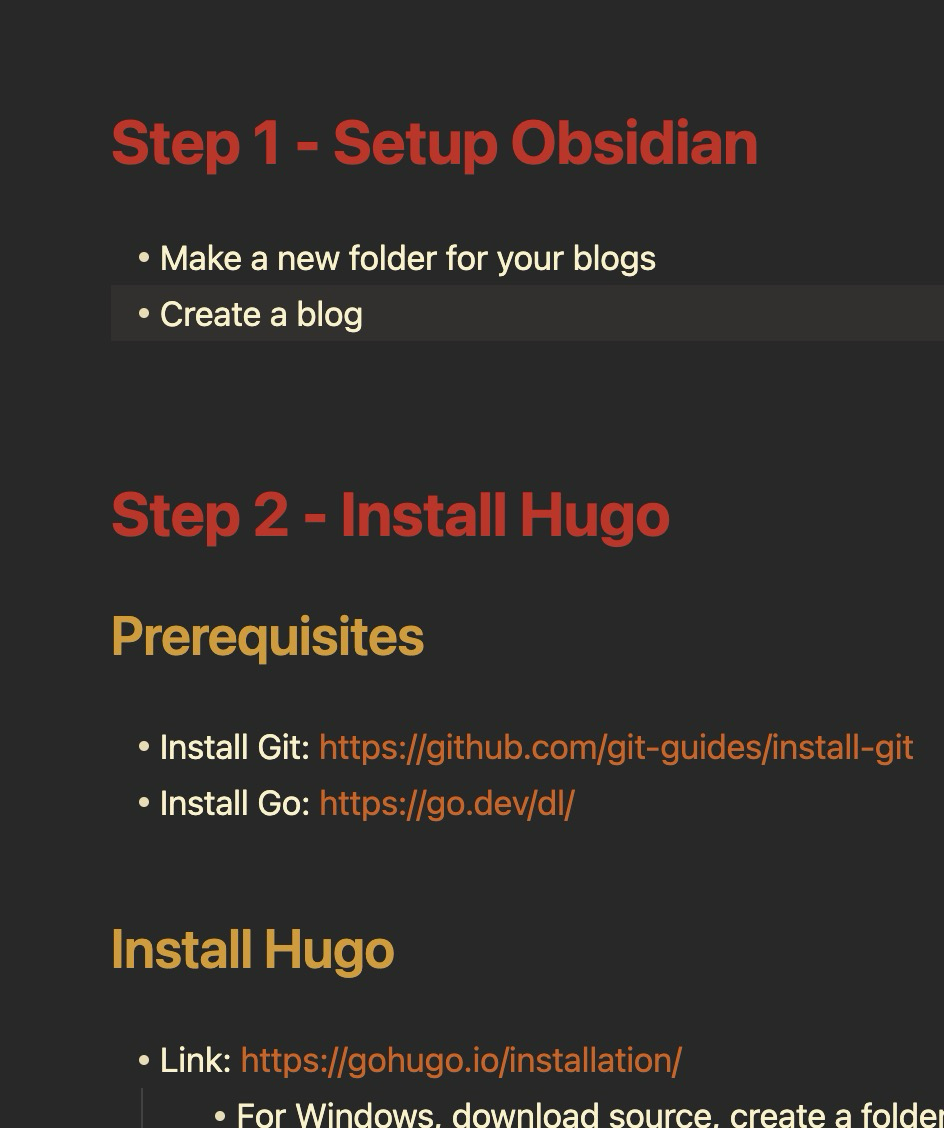 Step 1 - Setup Obsidian
• Make a new folder for your blogs
• Create a blog
Step 2 - Install Hugo
Prerequisites
• Install Git: https://github.com/git-guides/install-git
• Install Go: https://go.dev/dl/
Install Hugo
• Link: https://gohugo.io/installation/
• For Windows, download source, create a folder